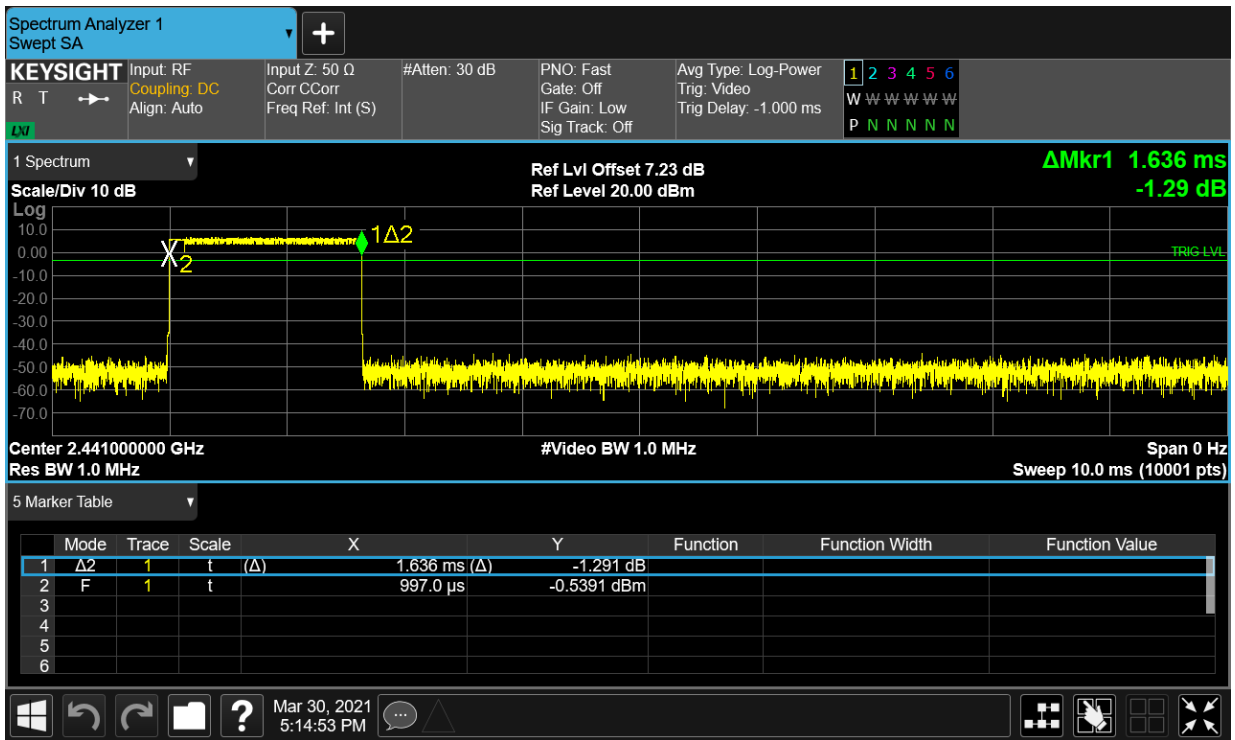 Spectrum Analyzer 1
Swept SA
KEYSIGHT
R T
LXI
Input: RF
Coupling: DC
Align: Auto
Input Z: 50 Ω
Corr CCorr
Freq Ref: Int (S)
#Atten: 30 dB
PNO: Fast
Gate: Off
IF Gain: Low
Sig Track: Off
Avg Type: Log-Power
Trig: Video
Trig Delay: -1.000 ms
1 2 3 4 5 6
W W W W W W
P N N N N N
1 Spectrum
Scale/Div 10 dB
Ref Lvl Offset 7.23 dB
Ref Level 20.00 dBm
ΔMkr1 1.636 ms
-1.29 dB
Log
10.0
0.00
-10.0
-20.0
-30.0
-40.0
-50.0
-60.0
-70.0
1Δ2
2
TRIG LVL
Center 2.441000000 GHz
#Video BW 1.0 MHz
Span 0 Hz
Res BW 1.0 MHz
Sweep 10.0 ms (10001 pts)
5 Marker Table
Mode Trace Scale X Y Function Function Width Function Value
1 Δ2 1 t (Δ) 1.636 ms (Δ) -1.291 dB
2 F 1 t 997.0 µs -0.5391 dBm
3
4
5
6
?
Mar 30, 2021
5:14:53 PM